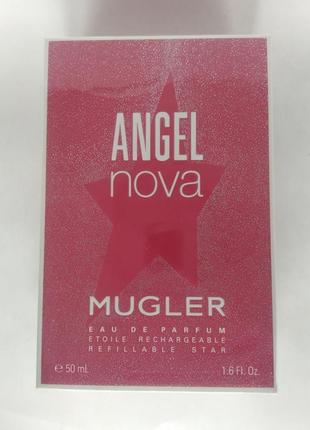 ANGEL
nova
MUGLER
EAU DE PARFUM
ETOILE RECHARGEABLE
REFILLABLE STAR
e 50 mL 1.6 Fl. Oz.